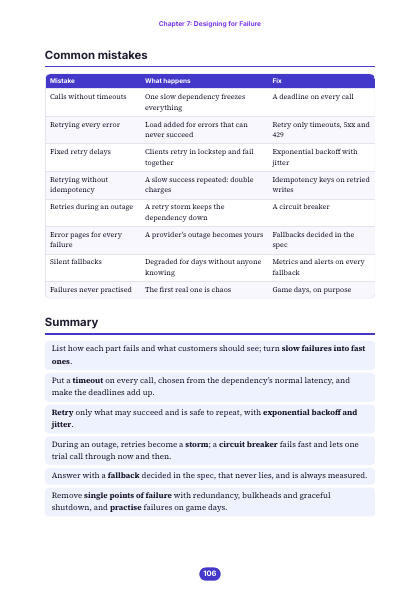 Chapter 7: Designing for Failure
Common mistakes
Mistake What happens Fix
Calls without timeouts One slow dependency freezes everything A deadline on every call
Retrying every error Load added for errors that can never succeed Retry only timeouts, 5xx and 429
Fixed retry delays Clients retry in lockstep and fail together Exponential backoff with jitter
Retrying without idempotency A slow success repeated: double charges Idempotency keys on retried writes
Retries during an outage A retry storm keeps the dependency down A circuit breaker
Error pages for every failure A provider's outage becomes yours Fallbacks decided in the spec
Silent fallbacks Degraded for days without anyone knowing Metrics and alerts on every fallback
Failures never practised The first real one is chaos Game days, on purpose
Summary
List how each part fails and what customers should see; turn slow failures into fast
ones.
Put a timeout on every call, chosen from the dependency's normal latency, and
make the deadlines add up.
Retry only what may succeed and is safe to repeat, with exponential backoff and
jitter.
During an outage, retries become a storm; a circuit breaker fails fast and lets one
trial call through now and then.
Answer with a fallback decided in the spec, that never lies, and is always measured.
Remove single points of failure with redundancy, bulkheads and graceful
shutdown, and practise failures on game days.
106